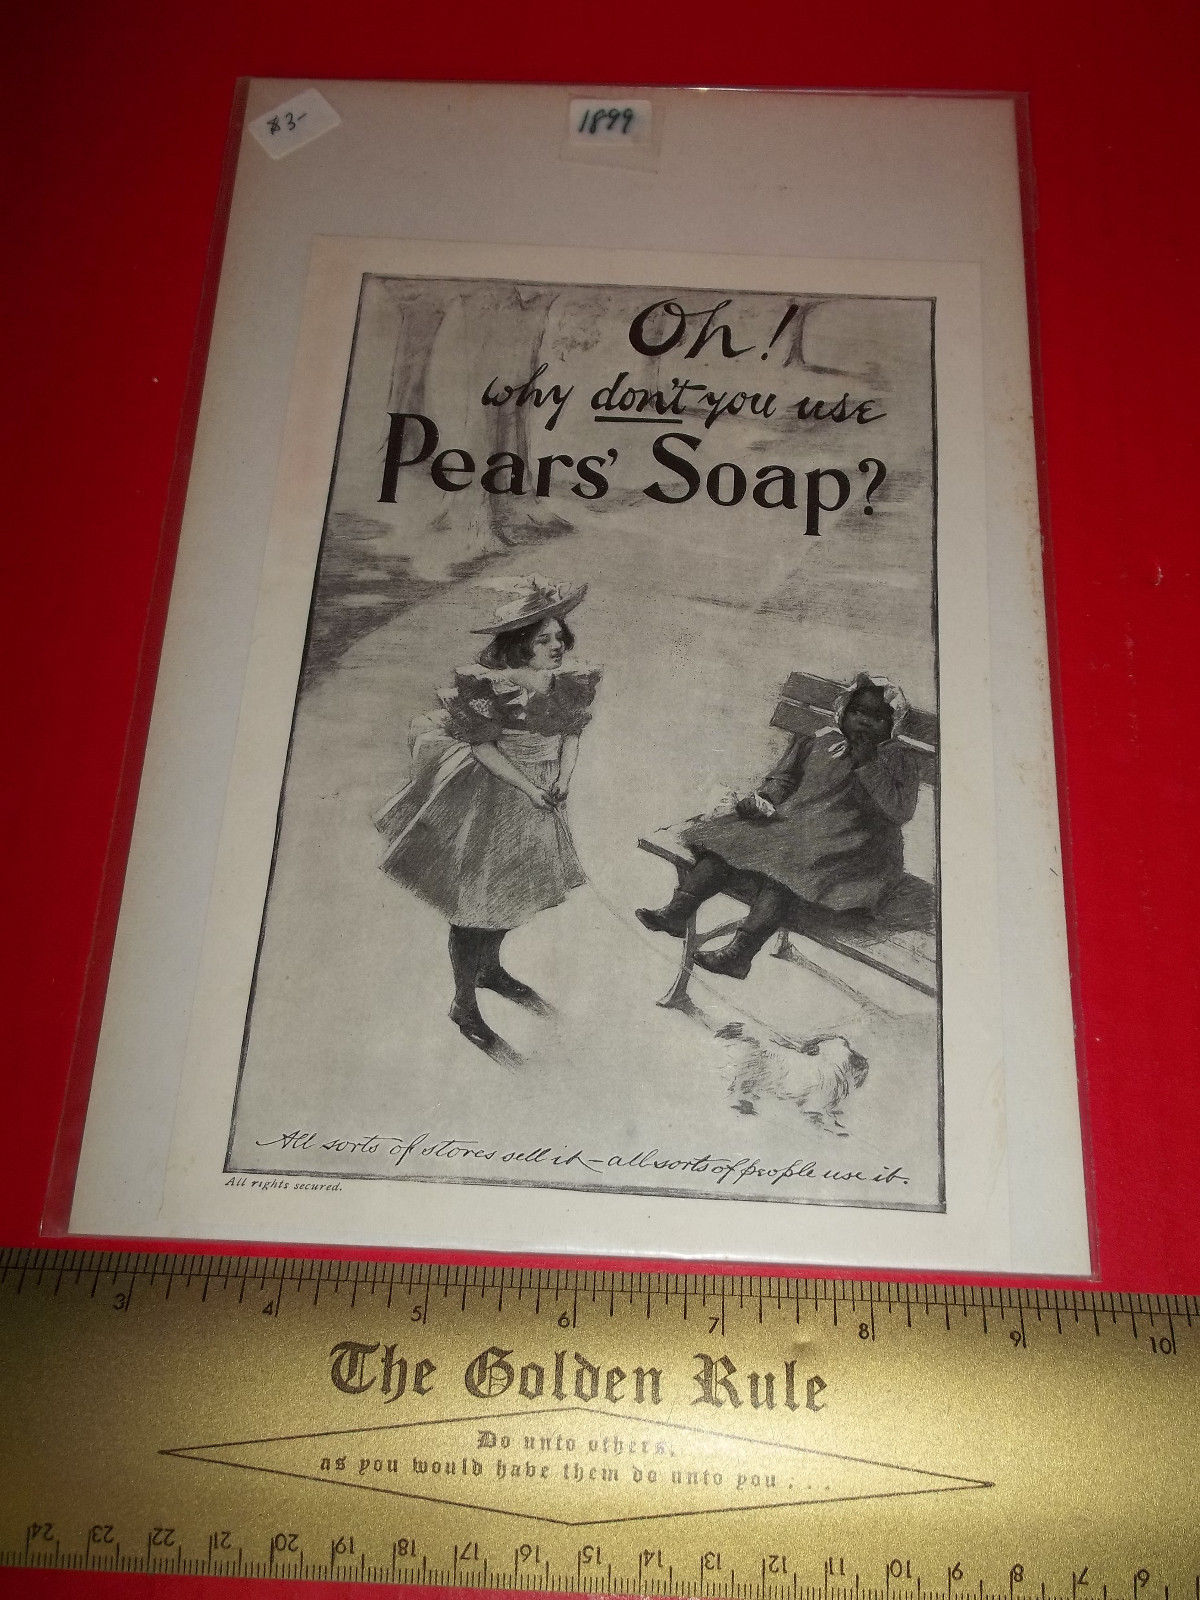 $3-
1899
Oh!
why don't you use
Pears' Soap?
All sorts of stores sell it – all sorts of people use it.
All rights secured.
3 4 5 6 7 8 9 10
The Golden Rule
Do unto others,
as you would have them do unto you . . .
24 23 22 21 20 19 18 17 16 15 14 13 12 11 10 9 8 7 6